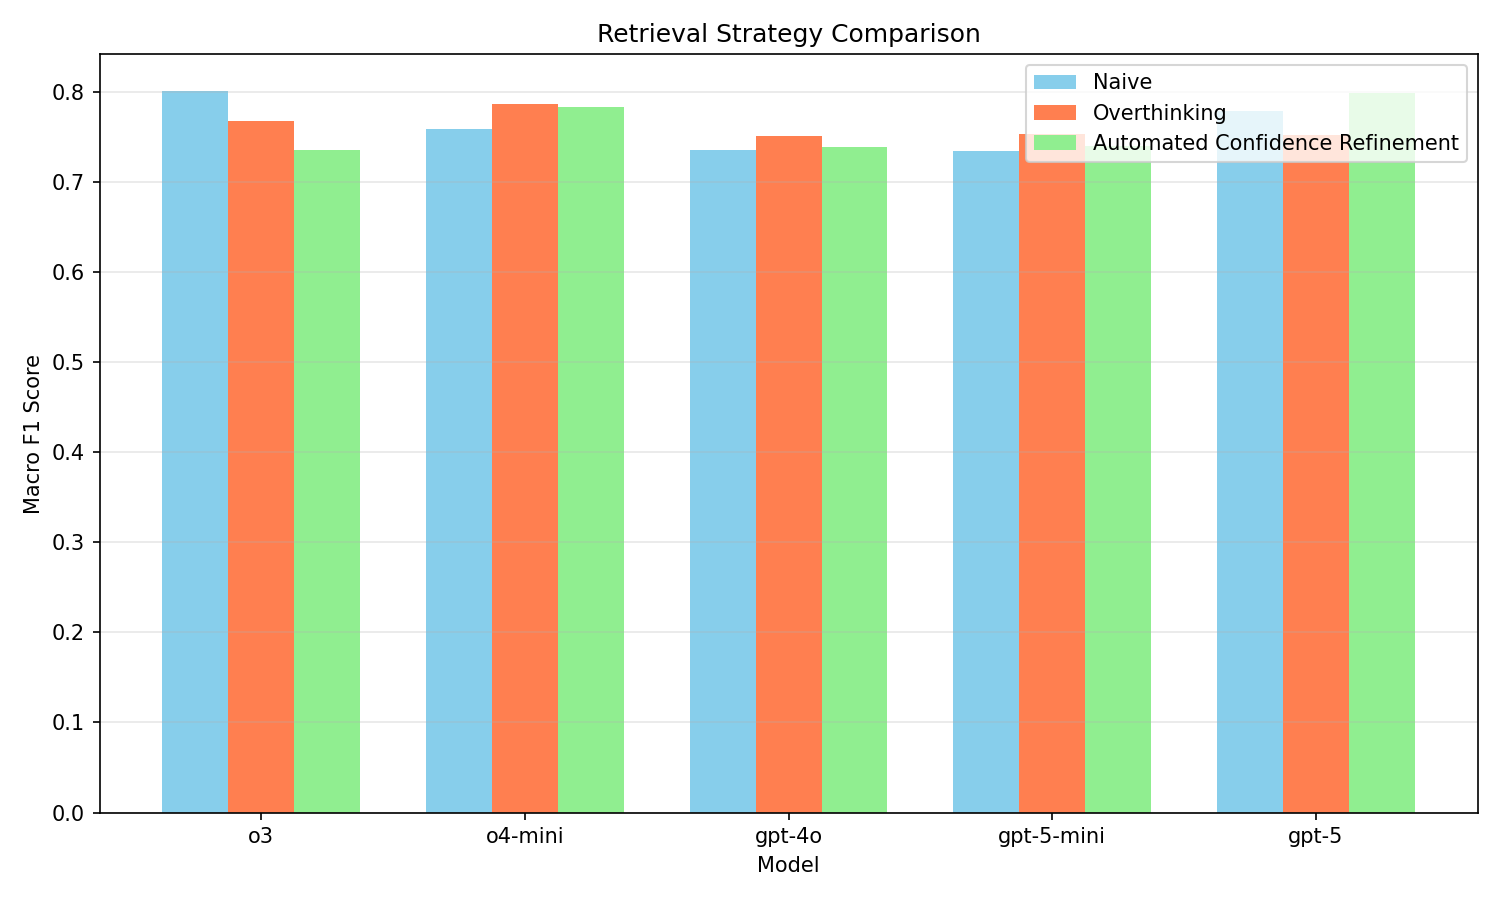 Retrieval Strategy Comparison
Naive
Overthinking
Automated Confidence Refinement
Macro F1 Score
0.8
0.7
0.6
0.5
0.4
0.3
0.2
0.1
0.0
o3
o4-mini
gpt-4o
gpt-5-mini
gpt-5
Model